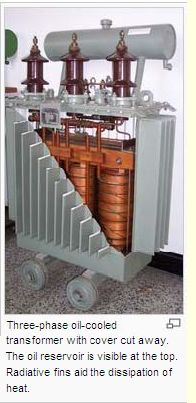 Three-phase oil-cooled
transformer with cover cut away.
The oil reservoir is visible at the top.
Radiative fins aid the dissipation of
heat.